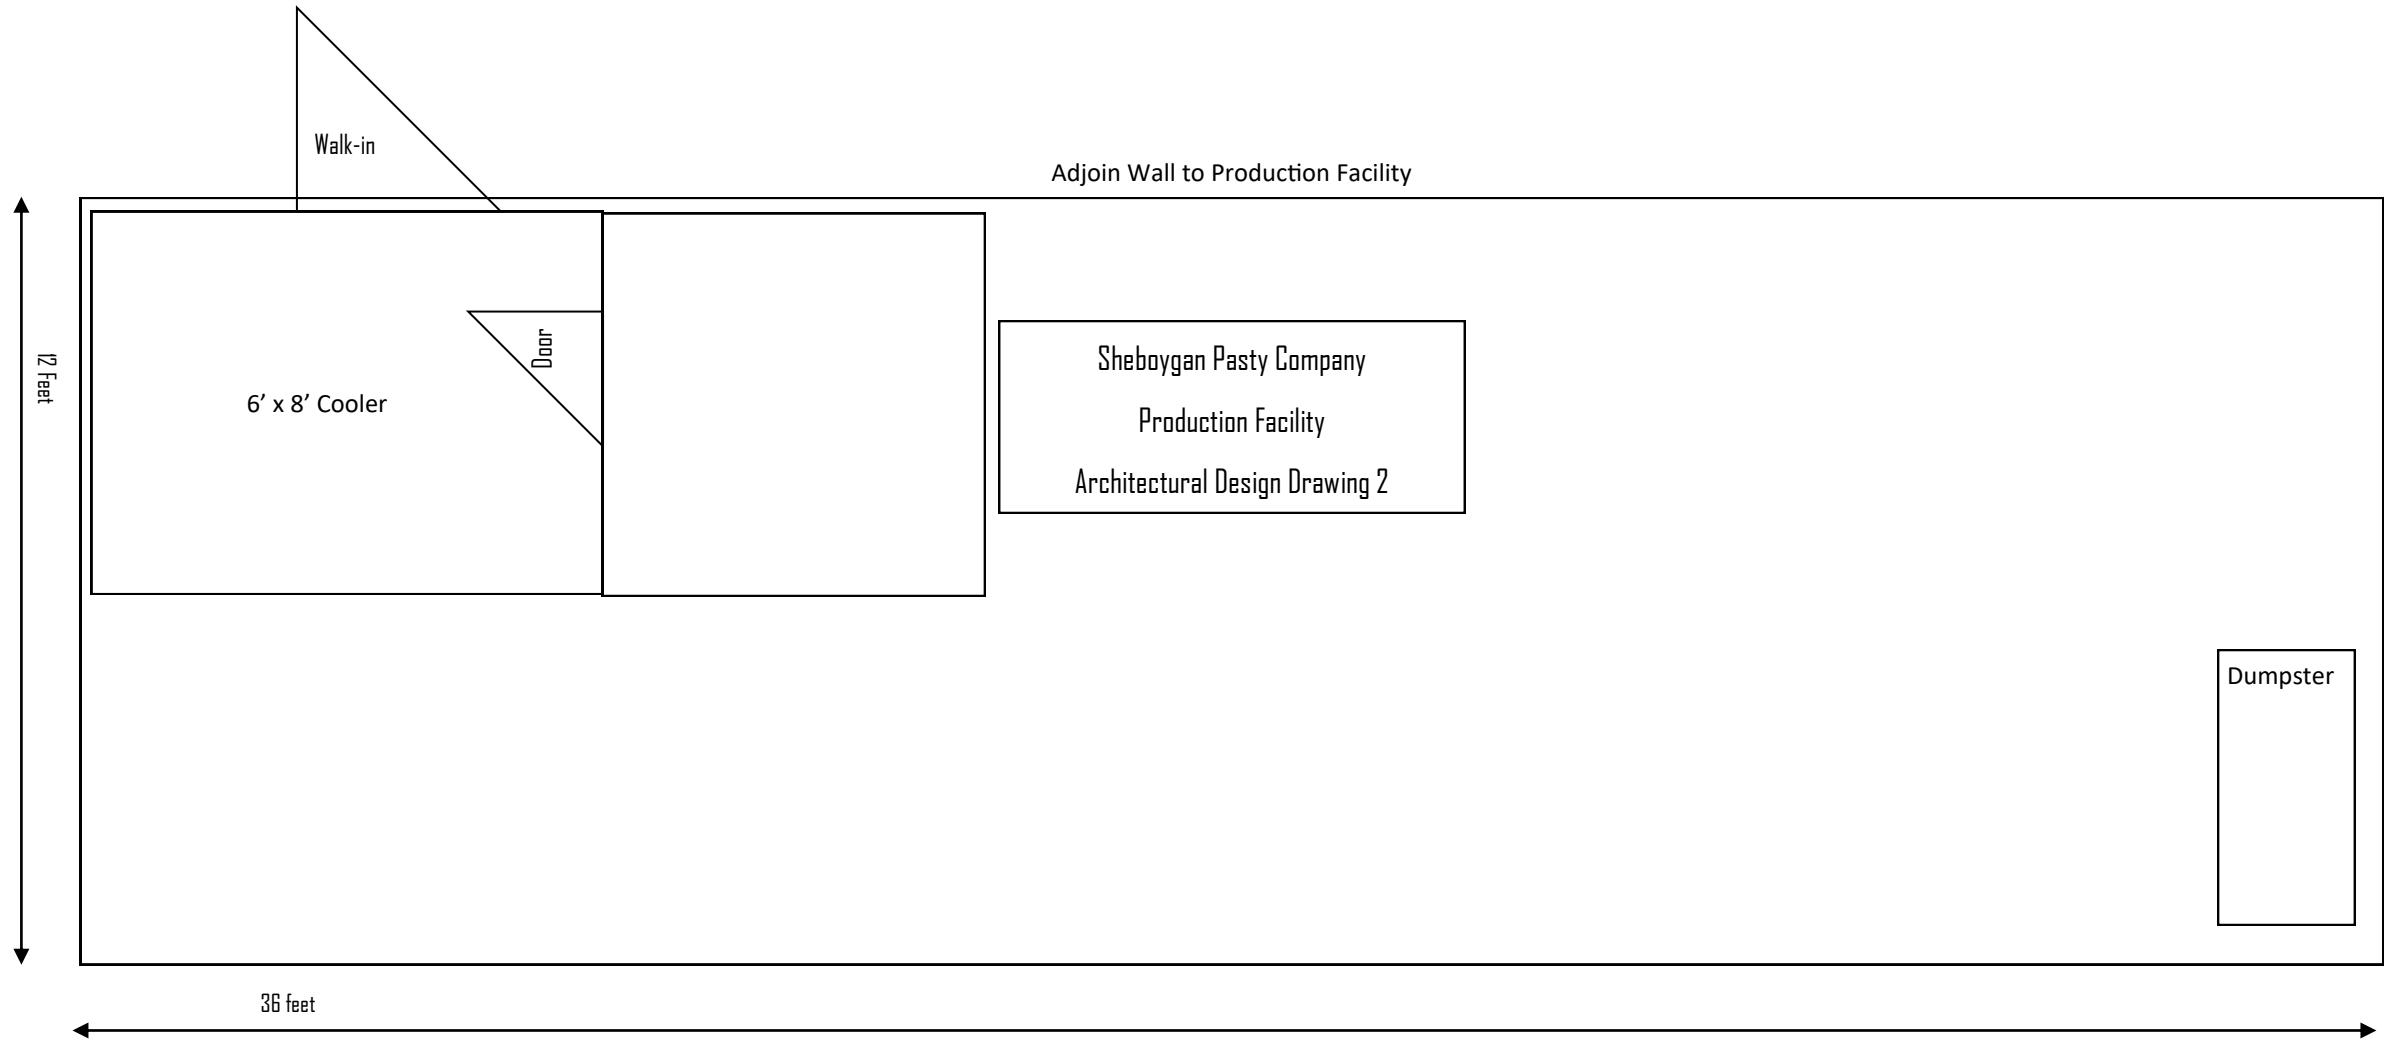 Walk-in
Adjoin Wall to Production Facility
12 Feet
Door
6’ x 8’ Cooler
Sheboygan Pasty Company
Production Facility
Architectural Design Drawing 2
Dumpster
36 feet